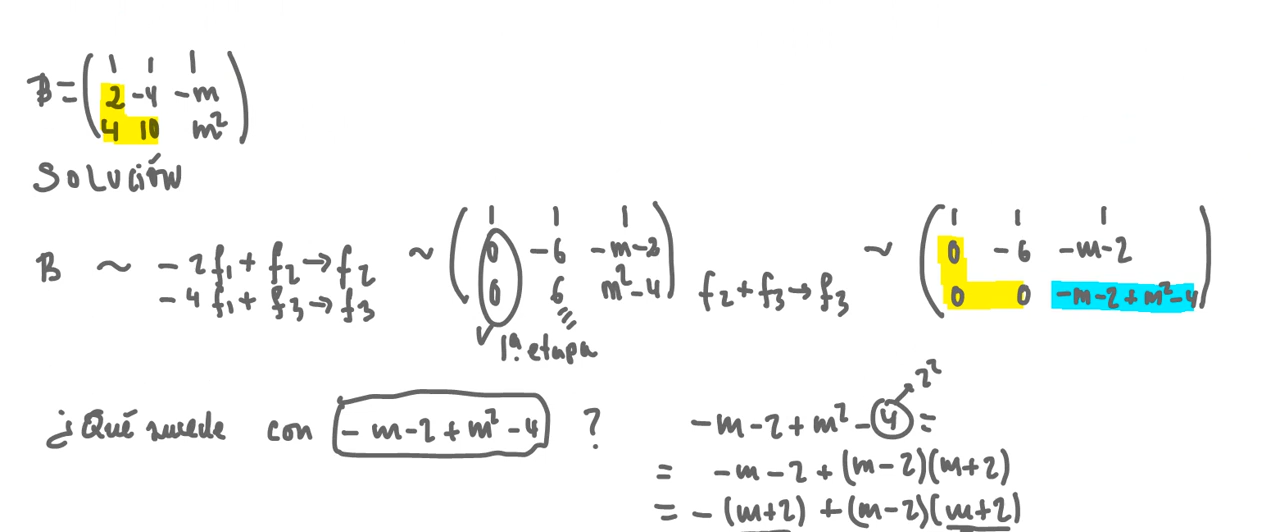 B = ( 1 1 1
2 -4 -m
4 10 m² )
SOLUCIÓN
B ~ -2f₁+f₂→f₂ ~ ( 1 1 1
-4f₁+f₃→f₃ 0 -6 -m-2
0 6 m²-4 ) f₂+f₃→f₃ ~ ( 1 1 1
0 -6 -m-2
0 0 -m-2+m²-4 )
1ª etapa
¿Qué sucede con -m-2+m²-4 ?
2²
-m-2+m²-4 =
= -m-2+(m-2)(m+2)
= -(m+2)+(m-2)(m+2)